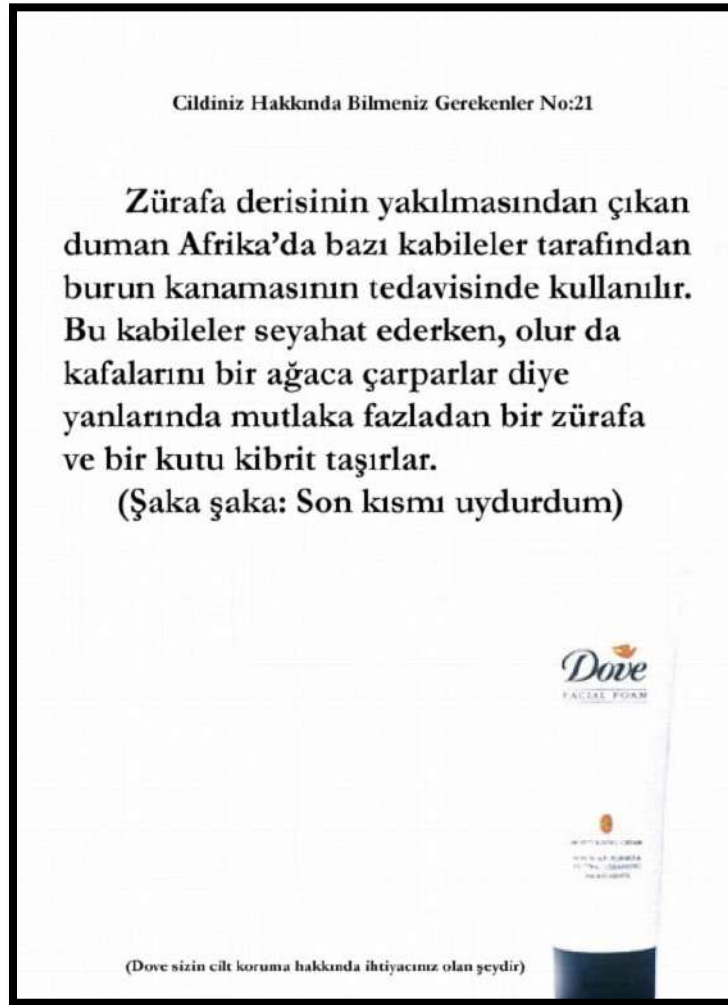 Cildiniz Hakkında Bilmeniz Gerekenler No:21
Zürafa derisinin yakılmasından çıkan
duman Afrika’da bazı kabileler tarafından
burun kanamasının tedavisinde kullanılır.
Bu kabileler seyahat ederken, olur da
kafalarını bir ağaca çarparlar diye
yanlarında mutlaka fazladan bir zürafa
ve bir kutu kibrit taşırlar.
(Şaka şaka: Son kısmı uydurdum)
Dove
FACIAL FOAM
(Dove sizin cilt koruma hakkında ihtiyacınız olan şeydir)